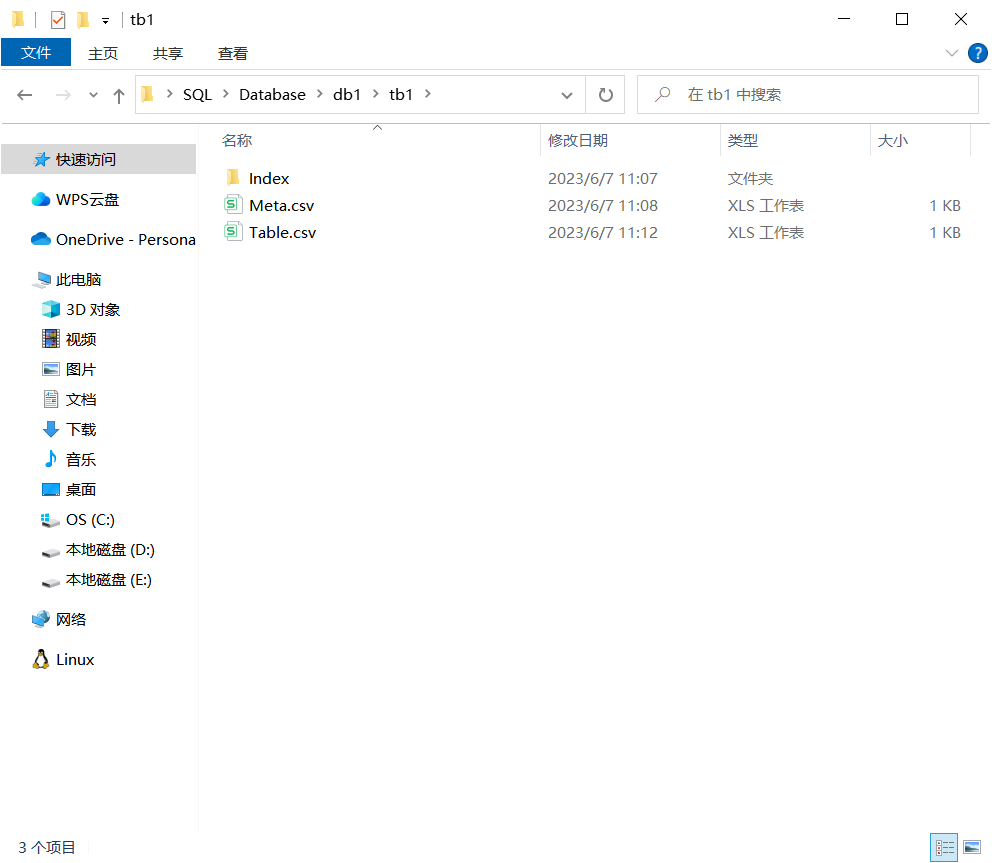 tb1
文件 主页 共享 查看
SQL Database db1 tb1 在 tb1 中搜索
名称 修改日期 类型 大小
快速访问
Index 2023/6/7 11:07 文件夹
WPS云盘
Meta.csv 2023/6/7 11:08 XLS 工作表 1 KB
Table.csv 2023/6/7 11:12 XLS 工作表 1 KB
OneDrive - Persona
此电脑
3D 对象
视频
图片
文档
下载
音乐
桌面
OS (C:)
本地磁盘 (D:)
本地磁盘 (E:)
网络
Linux
3 个项目